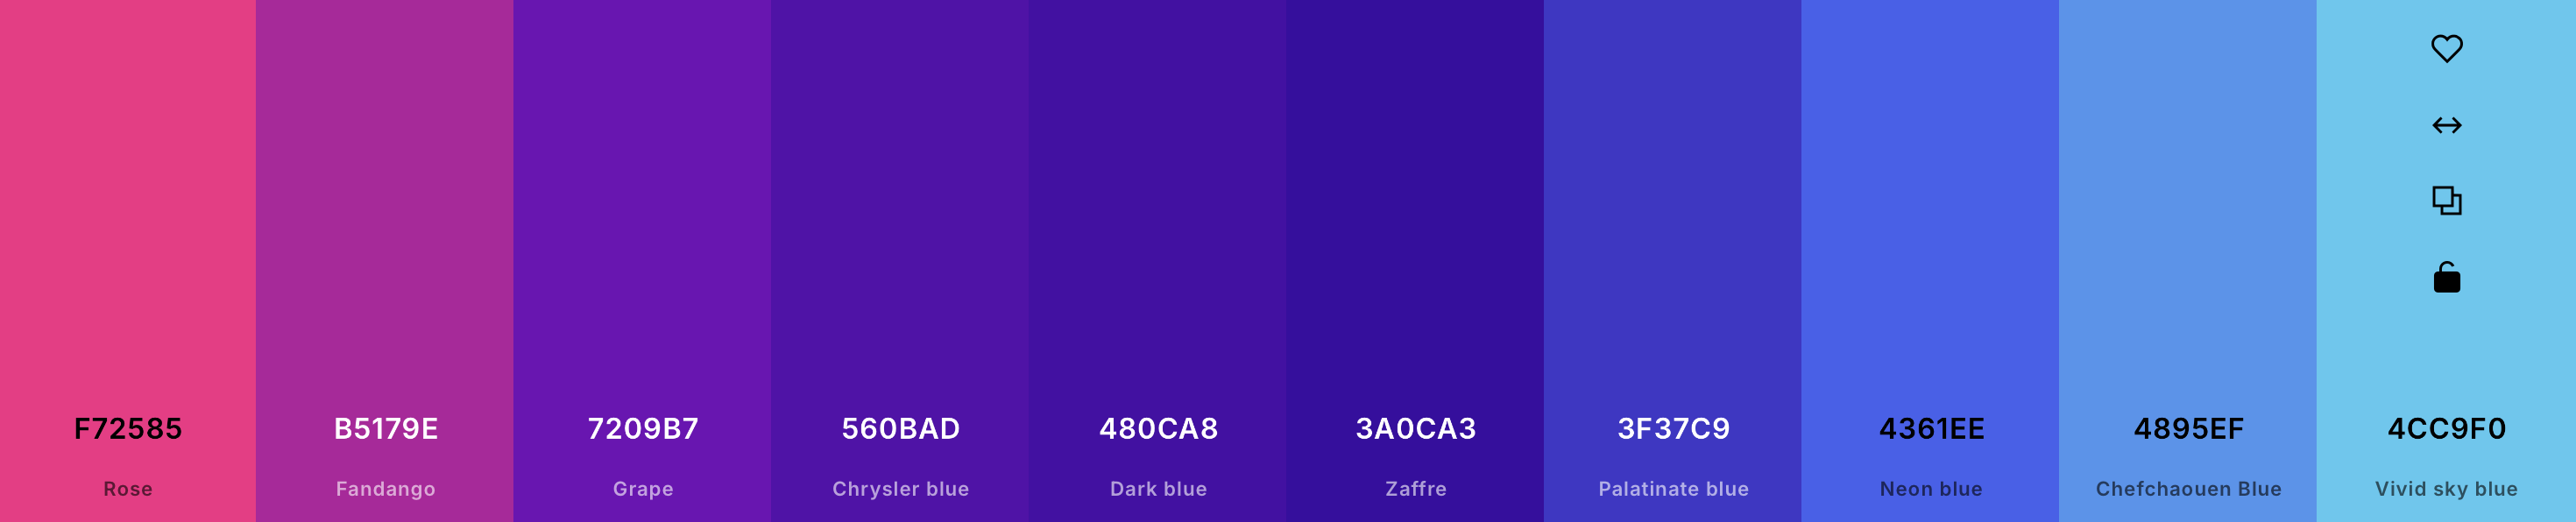 F72585
Rose
B5179E
Fandango
7209B7
Grape
560BAD
Chrysler blue
480CA8
Dark blue
3A0CA3
Zaffre
3F37C9
Palatinate blue
4361EE
Neon blue
4895EF
Chefchaouen Blue
4CC9F0
Vivid sky blue